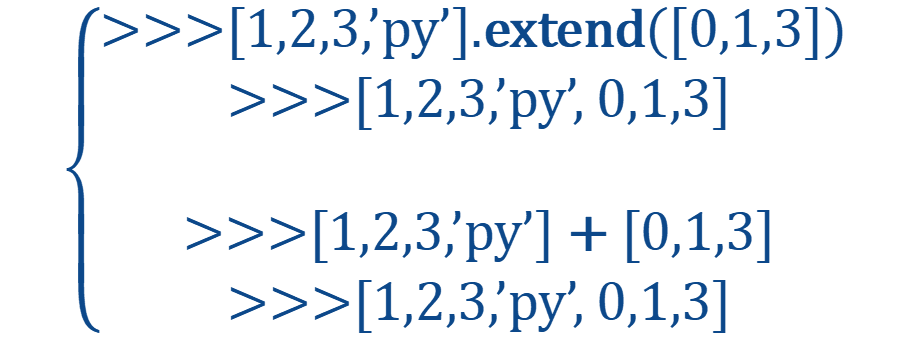 >>>[1,2,3,’py’].extend([0,1,3])
>>>[1,2,3,’py’, 0,1,3]
>>>[1,2,3,’py’] + [0,1,3]
>>>[1,2,3,’py’, 0,1,3]